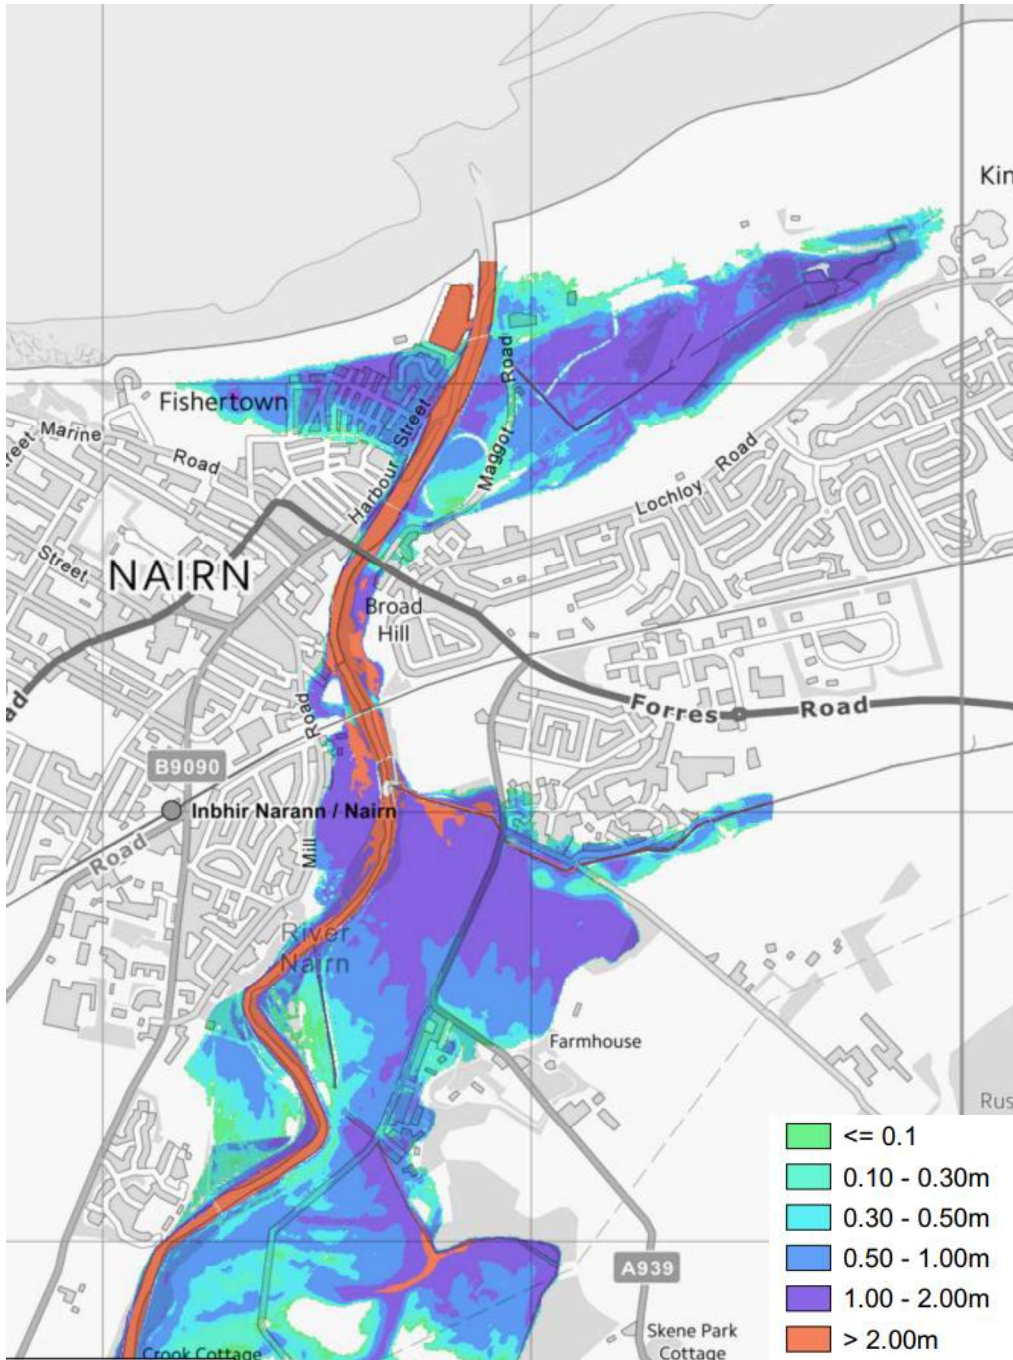 Kin
Fishertown
Maggot Road
Harbour Street
reet
Marine
Road
Lochloy Road
Street
NAIRN
Broad
Hill
ad
Road
Forres Road
B9090
Inbhir Narann / Nairn
Road
Mill
River
Nairn
Farmhouse
Rus
A939
Skene Park
Cottage
Crook Cottage
<= 0.1
0.10 - 0.30m
0.30 - 0.50m
0.50 - 1.00m
1.00 - 2.00m
> 2.00m